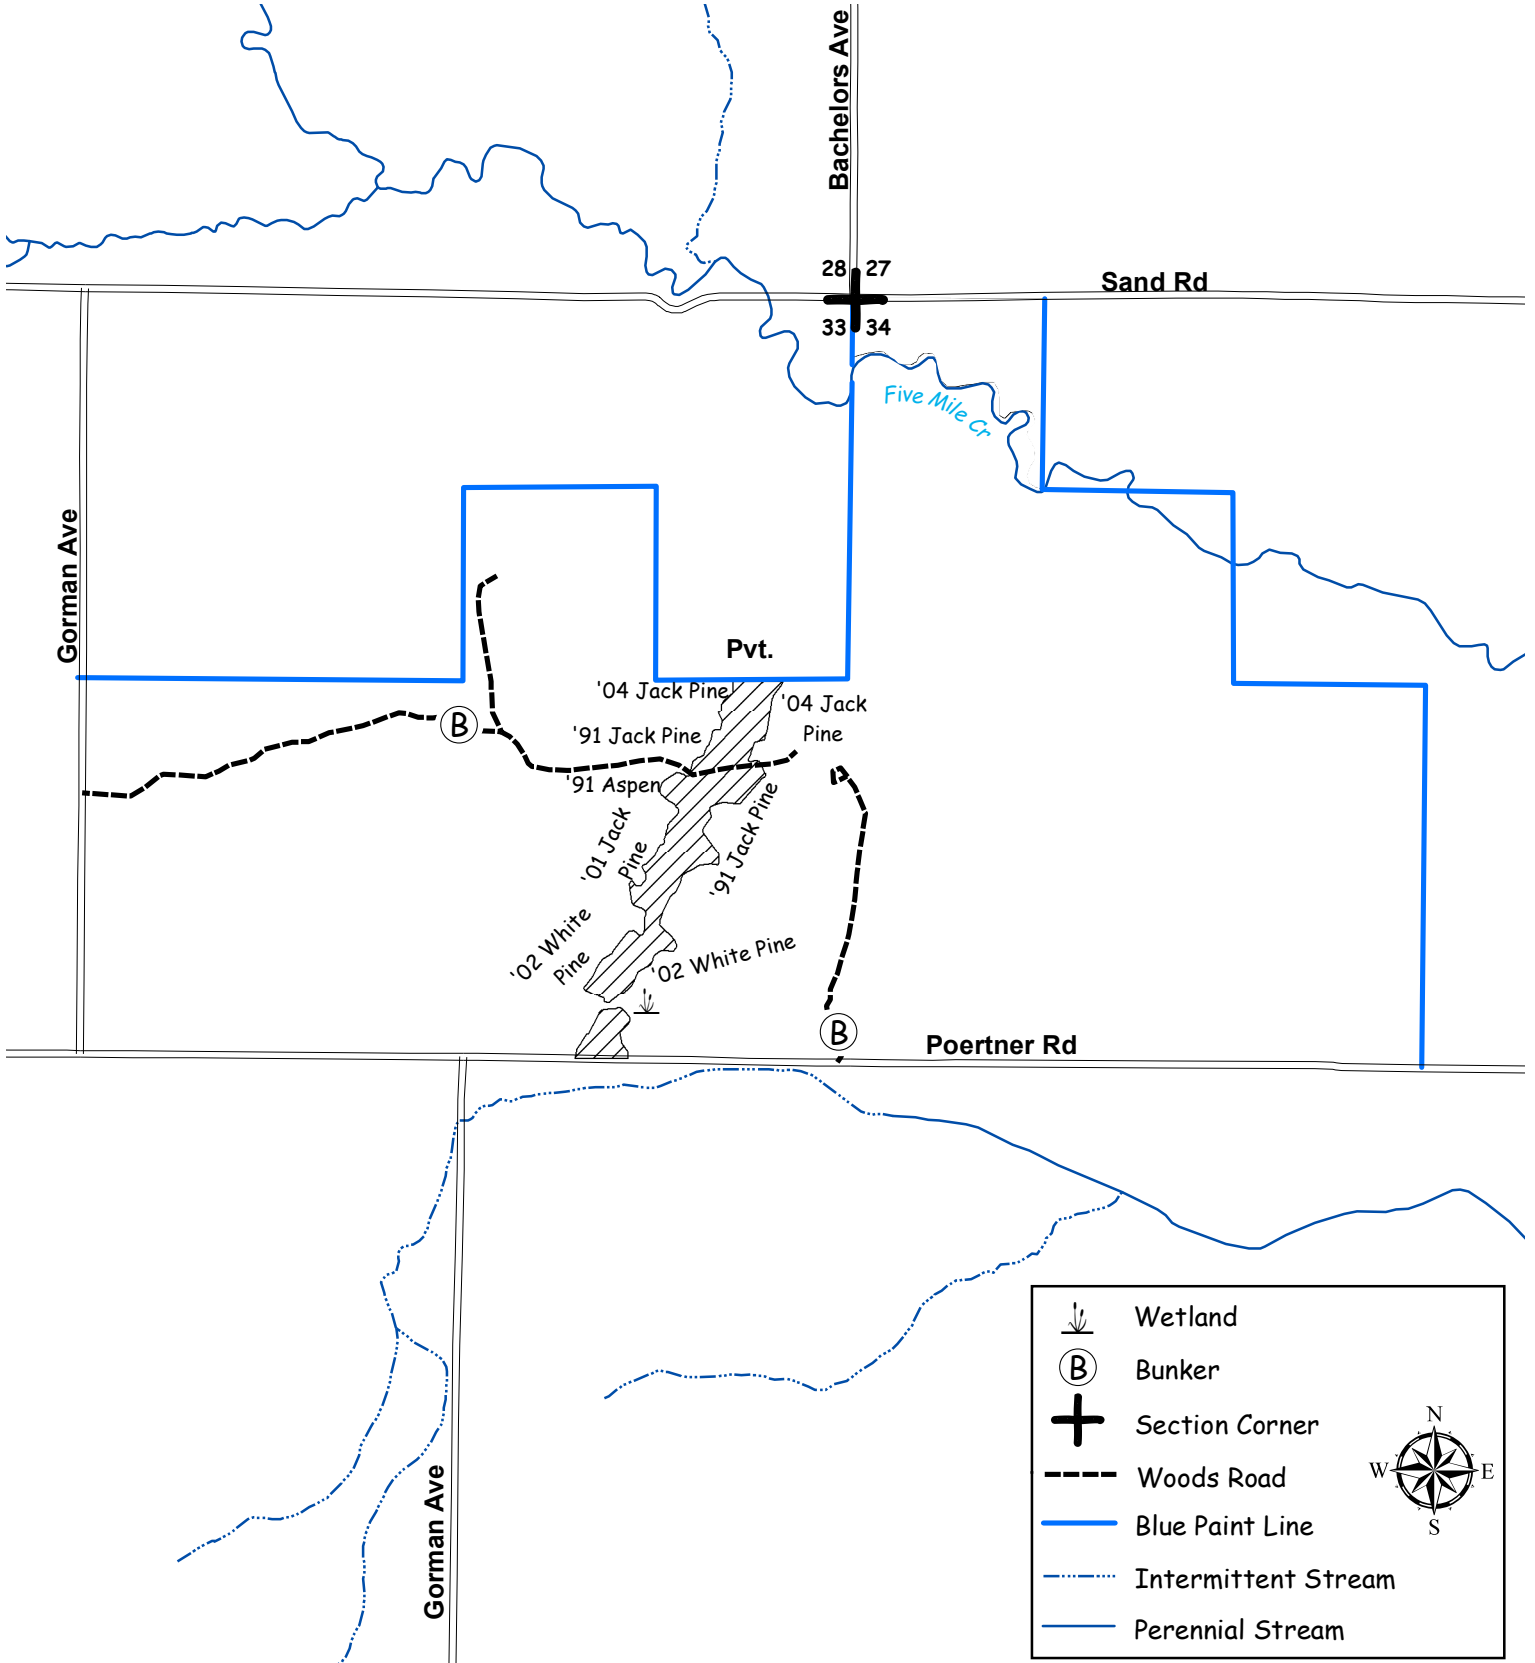 Bachelors Ave
28 27
33 34
Sand Rd
Five Mile Cr
Gorman Ave
Pvt.
'04 Jack Pine
'04 Jack
Pine
'91 Jack Pine
'91 Aspen
'01 Jack
Pine
'91 Jack Pine
'02 White
Pine
'02 White Pine
B
B
Poertner Rd
Gorman Ave
Wetland
B Bunker
Section Corner
Woods Road
Blue Paint Line
Intermittent Stream
Perennial Stream
N
W E
S